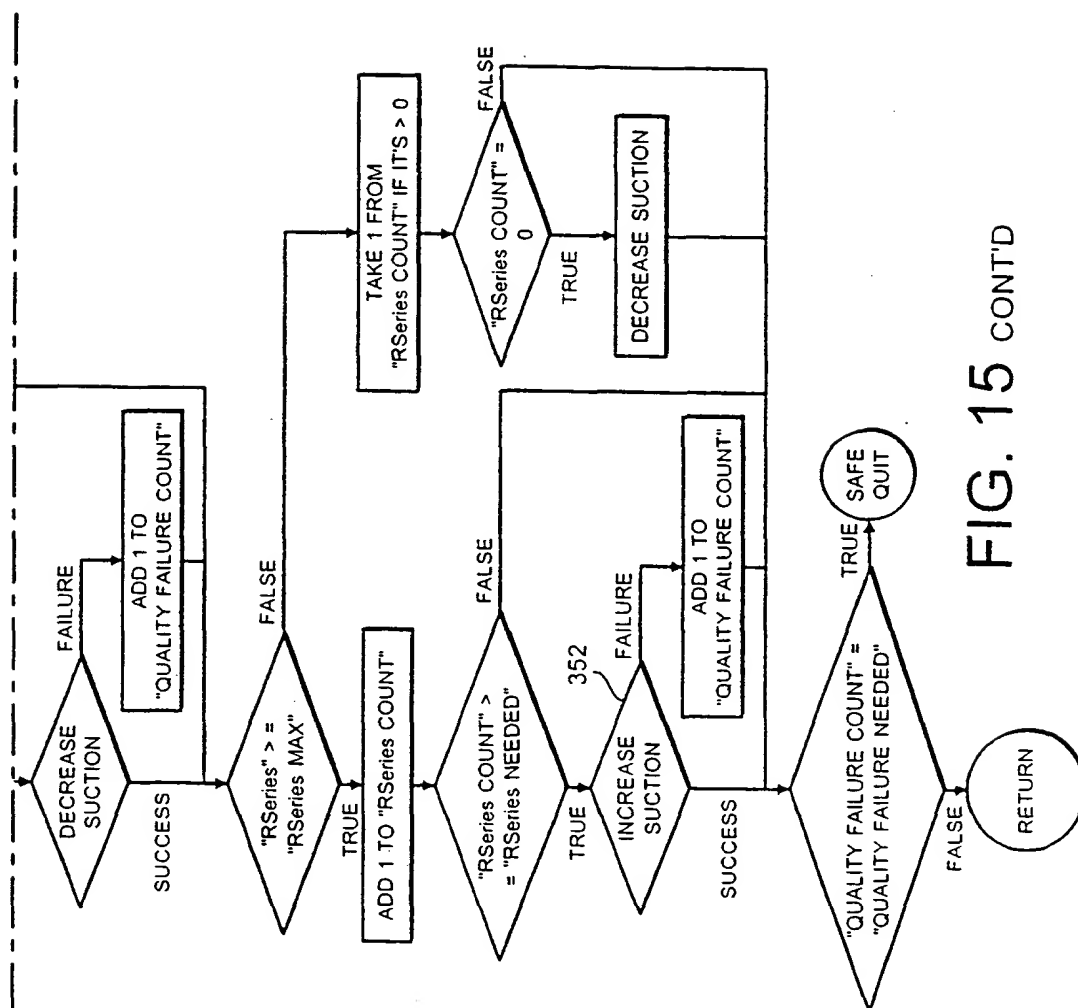 DECREASE
SUCTION
FAILURE
SUCCESS
ADD 1 TO
"QUALITY FAILURE COUNT"
"RSeries" > =
"RSeries MAX"
FALSE
TRUE
TAKE 1 FROM
"RSeries COUNT" IF IT'S > 0
ADD 1 TO "RSeries COUNT"
"RSeries COUNT" =
0
FALSE
TRUE
DECREASE SUCTION
"RSeries COUNT" >
= "RSeries NEEDED"
FALSE
TRUE
352
INCREASE
SUCTION
FAILURE
SUCCESS
ADD 1 TO
"QUALITY FAILURE COUNT"
"QUALITY FAILURE COUNT" =
"QUALITY FAILURE NEEDED"
TRUE
SAFE
QUIT
FALSE
RETURN
FIG. 15 CONT'D